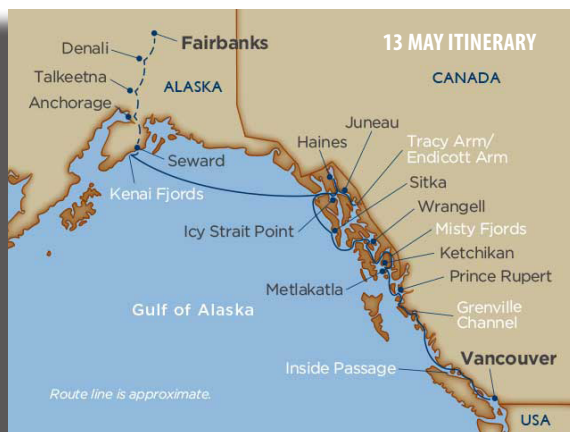 Fairbanks
13 MAY ITINERARY
Denali
Talkeetna
ALASKA
CANADA
Anchorage
Juneau
Haines
Tracy Arm/
Endicott Arm
Seward
Sitka
Kenai Fjords
Wrangell
Icy Strait Point
Misty Fjords
Ketchikan
Metlakatla
Prince Rupert
Gulf of Alaska
Grenville
Channel
Inside Passage
Vancouver
Route line is approximate.
USA